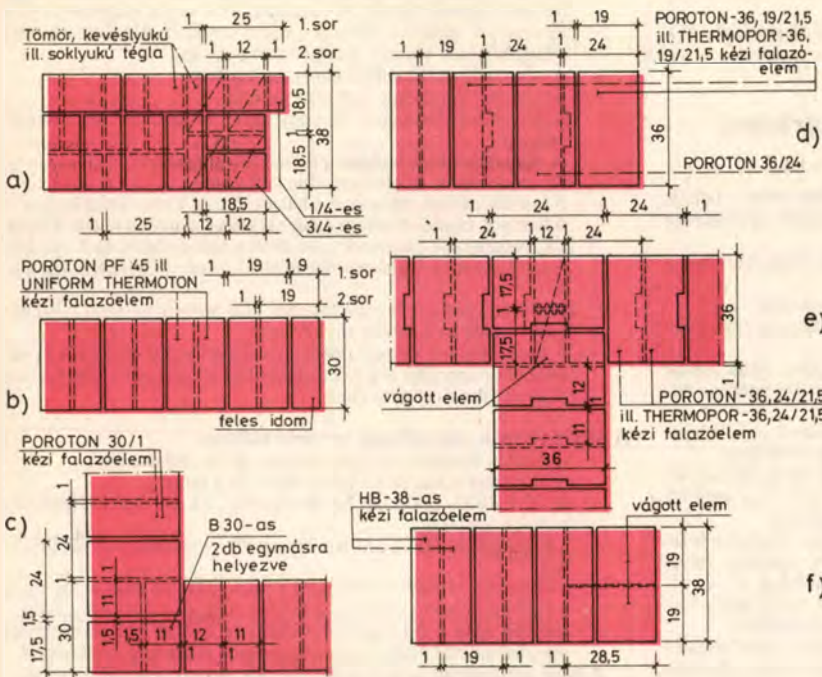 Tömör, kevéslyukú
ill. soklyukú tégla
1 25 1. sor
1 12 1 2. sor
18,5
1
18,5
38
a)
1 18,5
1/4-es
3/4-es
1 25 1 12 1 12
POROTON PF 45 ill
UNIFORM THERMOTON
kézi falazóelem
1 19 1 9 1. sor
1 19 2. sor
30
b)
feles idom
POROTON 30/1
kézi falazóelem
c)
B 30-as
2 db egymásra
helyezve
1
24
1
24
1,5
17,5
30
1
11
1,5
1,5 11 12 11
1 1
1 19
1 19 1 24 1 24
POROTON-36, 19/21,5
ill. THERMOPOR-36,
19/21,5 kézi falazó-
elem
36
d)
POROTON 36/24
1 24 1 24 1
1 24 1 12 1 24
17,5
1
17,5
36
1
e)
vágott elem
12
1
11
36
POROTON-36,24/21,5
ill. THERMOPOR-36,24/21,5
kézi falazóelem
HB-38-as
kézi falazóelem
vágott elem
19
19
38
f)
1 19 1 1 28,5